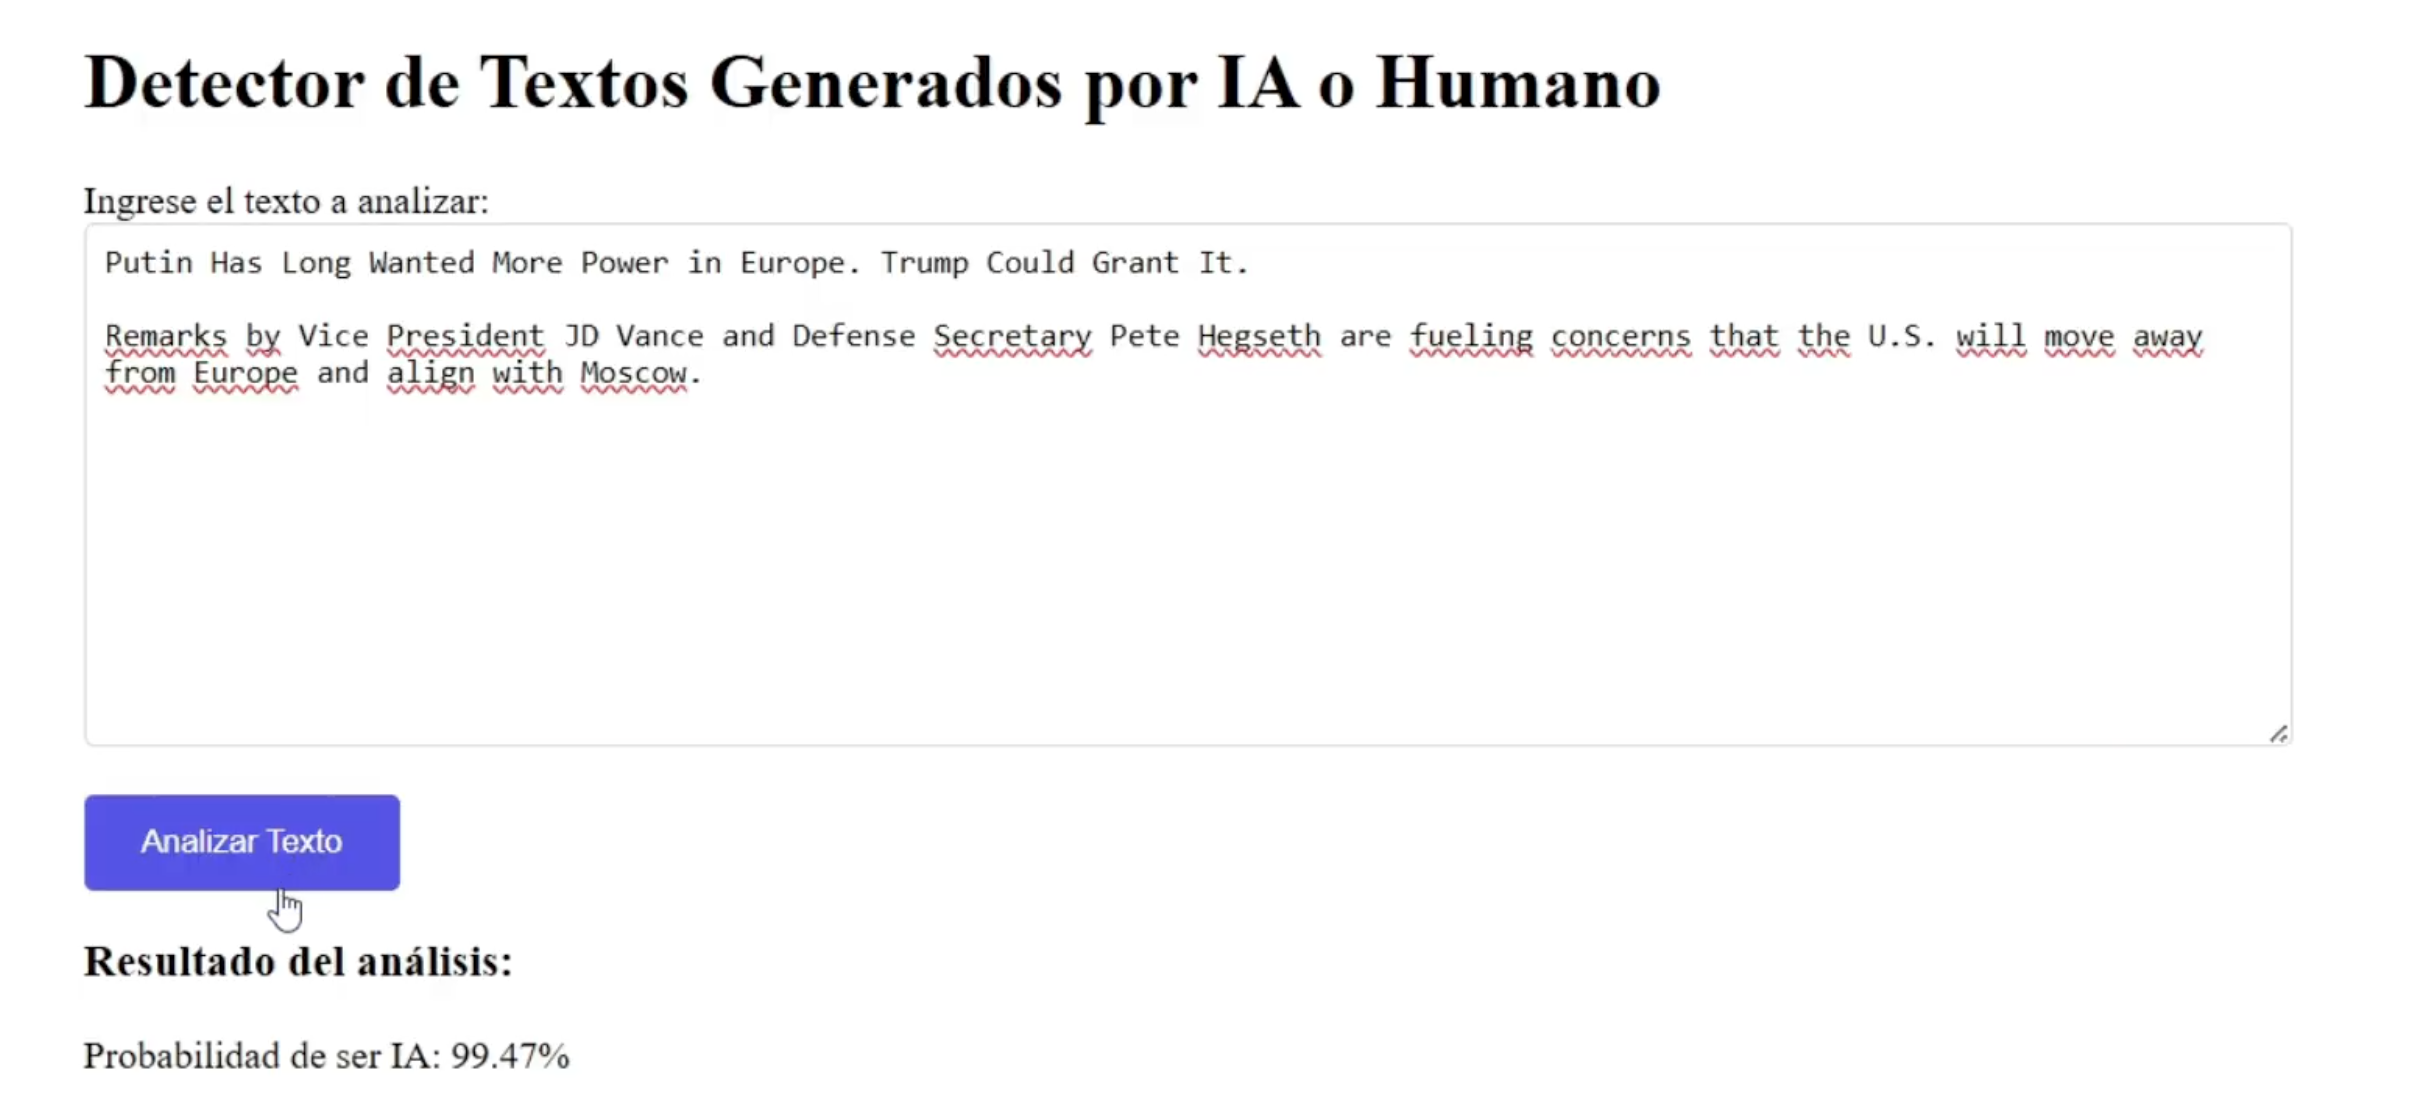 Detector de Textos Generados por IA o Humano
Ingrese el texto a analizar:
Putin Has Long Wanted More Power in Europe. Trump Could Grant It.
Remarks by Vice President JD Vance and Defense Secretary Pete Hegseth are fueling concerns that the U.S. will move away
from Europe and align with Moscow.
Analizar Texto
Resultado del análisis:
Probabilidad de ser IA: 99.47%